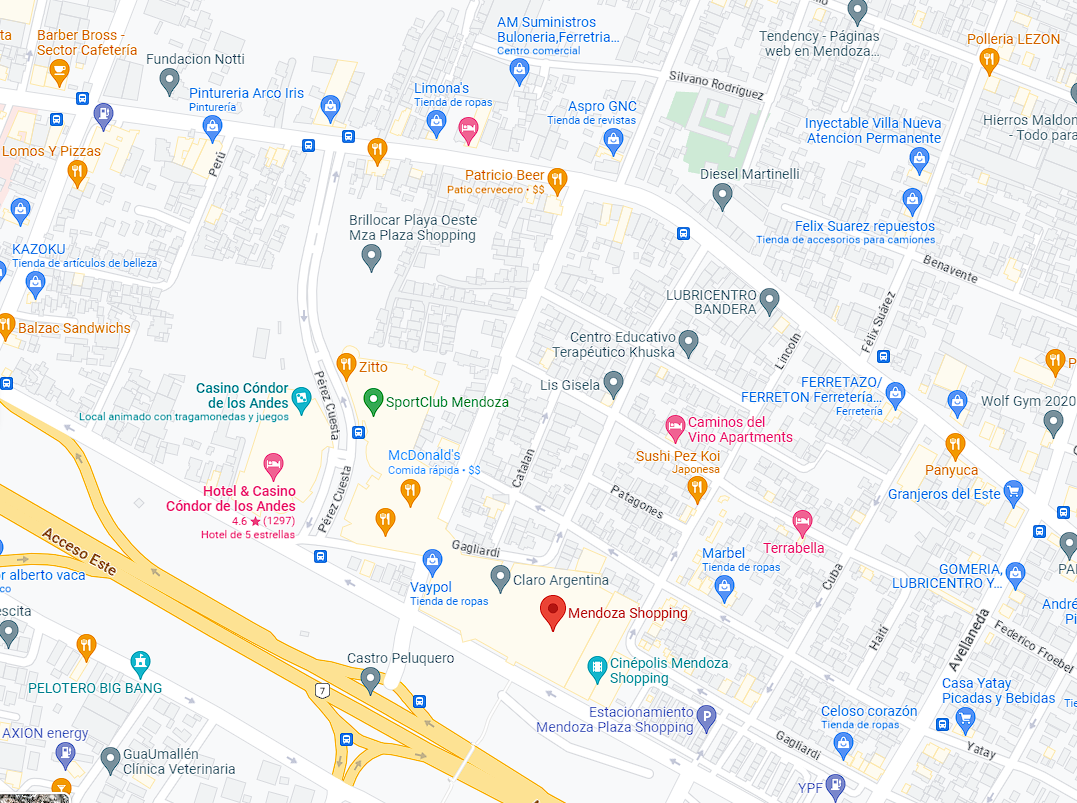 ta
Barber Bross -
Sector Cafetería
Fundacion Notti
AM Suministros
Buloneria,Ferretria...
Centro comercial
Tendency - Páginas
web en Mendoza...
Polleria LEZON
Pintureria Arco Iris
Pinturería
Limona's
Tienda de ropas
Silvano Rodriguez
Aspro GNC
Tienda de revistas
Inyectable Villa Nueva
Atencion Permanente
Hierros Maldon
- Todo para
Lomos Y Pizzas
Perú
Patricio Beer
Patio cervecero • $$
Diesel Martinelli
Brillocar Playa Oeste
Mza Plaza Shopping
Felix Suarez repuestos
Tienda de accesorios para camiones
KAZOKU
Tienda de artículos de belleza
Benavente
LUBRICENTRO
BANDERA
Félix Suárez
Balzac Sandwichs
Centro Educativo
Terapéutico Khuska
Lincoln
Zitto
P
Casino Cóndor
de los Andes
Local animado con tragamonedas y juegos
Pérez Cuesta
SportClub Mendoza
Lis Gisela
FERRETAZO/
FERRETON Ferretería...
Ferretería
Wolf Gym 2020
Caminos del
Vino Apartments
McDonald's
Comida rápida • $$
Catalan
Sushi Pez Koi
Japonesa
Panyuca
Hotel & Casino
Cóndor de los Andes
4.6 ★ (1297)
Hotel de 5 estrellas
Pérez Cuesta
Patagones
Granjeros del Este
Acceso Este
Gagliardi
Terrabella
Marbel
Tienda de ropas
r alberto vaca
co
Vaypol
Tienda de ropas
Claro Argentina
Cuba
GOMERIA,
LUBRICENTRO Y...
PA
escita
Mendoza Shopping
André
Pi
Haití
Avellaneda
Federico Froebel
Castro Peluquero
Cinépolis Mendoza
Shopping
PELOTERO BIG BANG
7
Casa Yatay
Picadas y Bebidas
Tie
Estacionamiento
Mendoza Plaza Shopping
P
Celoso corazón
Tienda de ropas
AXION energy
Gagliardi
Yatay
GuaUmallén
Clínica Veterinaria
YPF